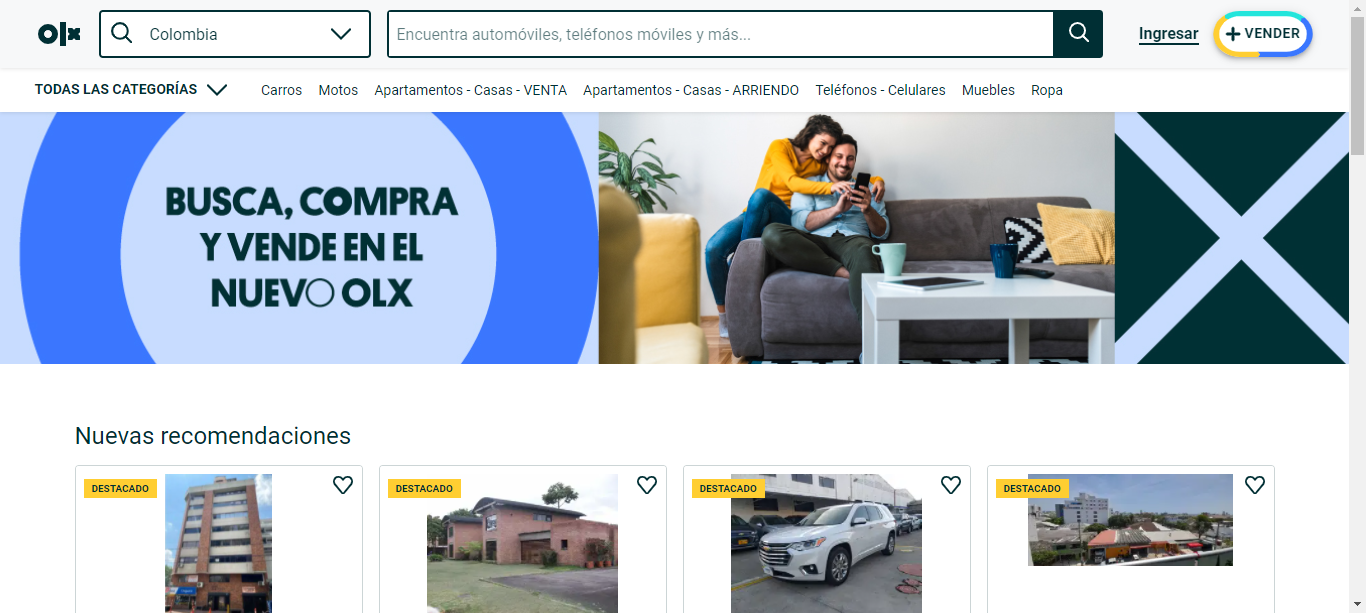 olx
Colombia
Encuentra automóviles, teléfonos móviles y más...
Ingresar
VENDER
TODAS LAS CATEGORÍAS
Carros
Motos
Apartamentos - Casas - VENTA
Apartamentos - Casas - ARRIENDO
Teléfonos - Celulares
Muebles
Ropa
BUSCA, COMPRA
Y VENDE EN EL
NUEVO OLX
Nuevas recomendaciones
DESTACADO
DESTACADO
DESTACADO
DESTACADO